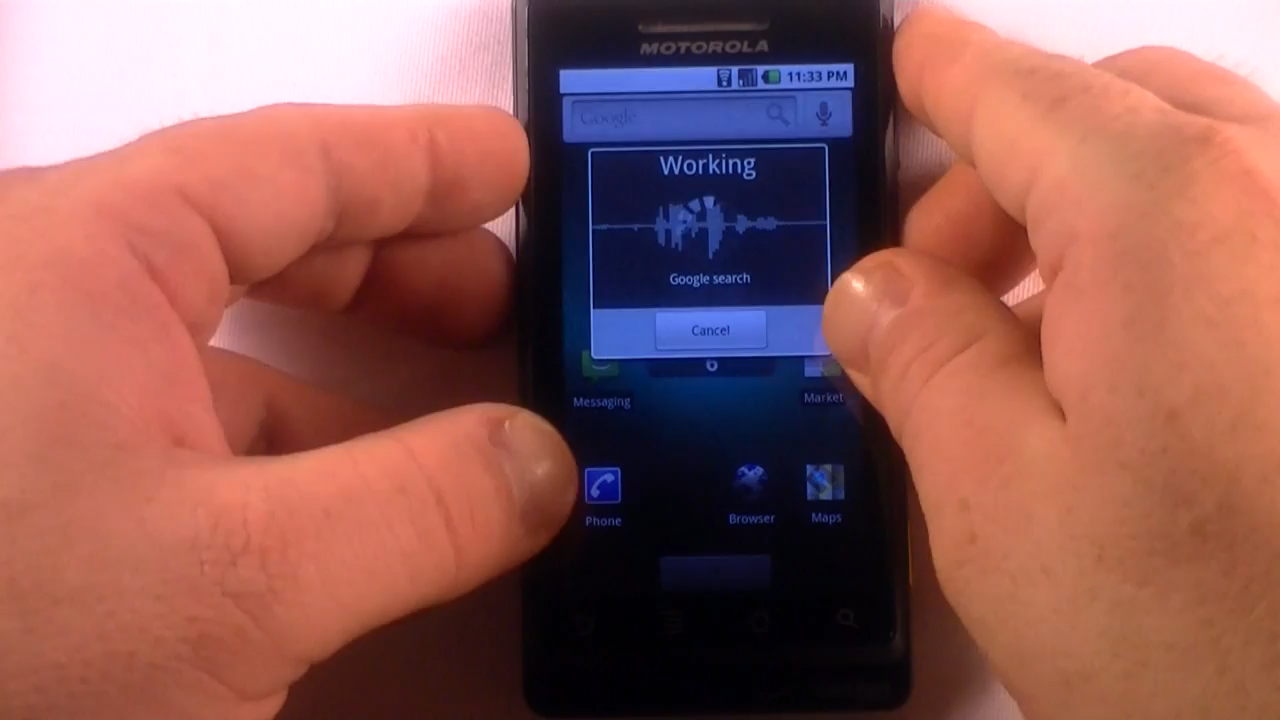 MOTOROLA
11:33 PM
Google
Working
Google search
Cancel
Messaging
Market
Phone
Browser
Maps